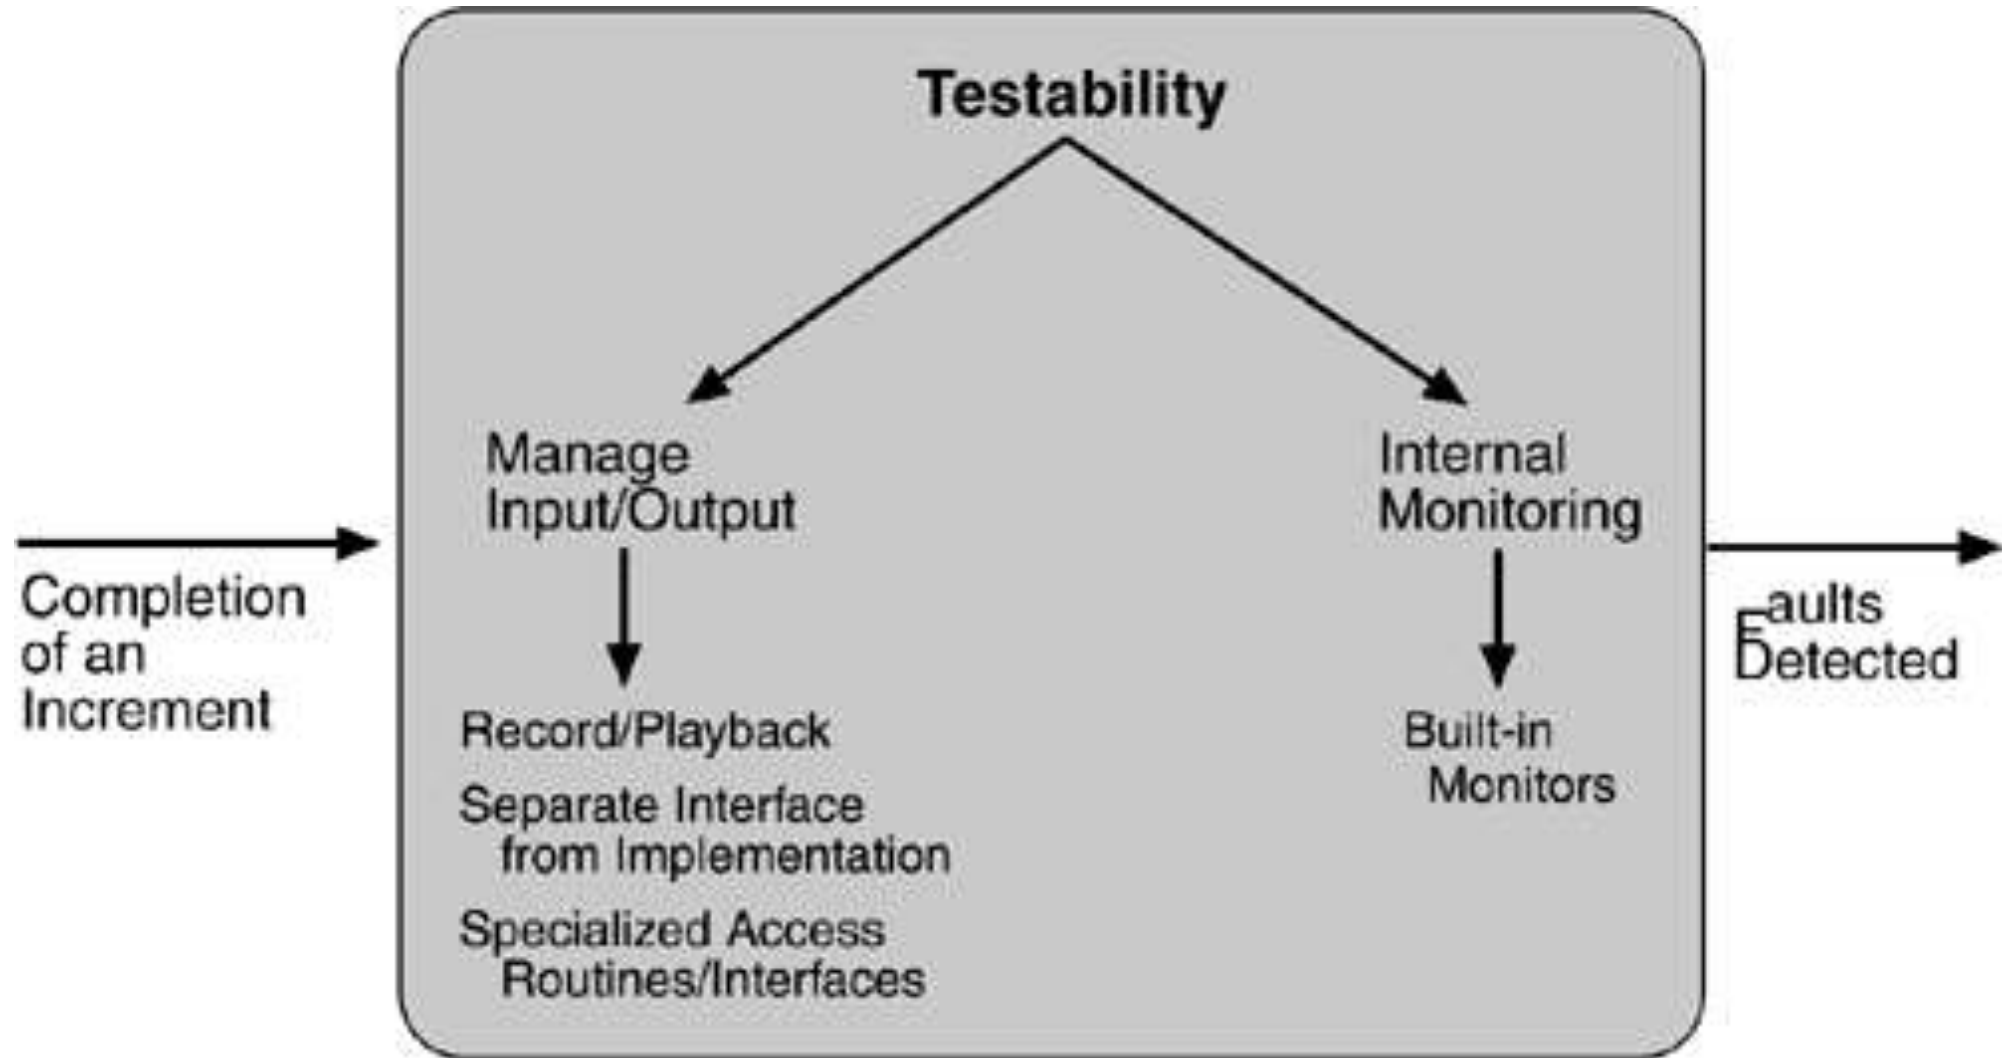 Testability
Manage
Input/Output
Internal
Monitoring
Completion
of an
Increment
Faults
Detected
Record/Playback
Separate Interface
from Implementation
Specialized Access
Routines/Interfaces
Built-in
Monitors